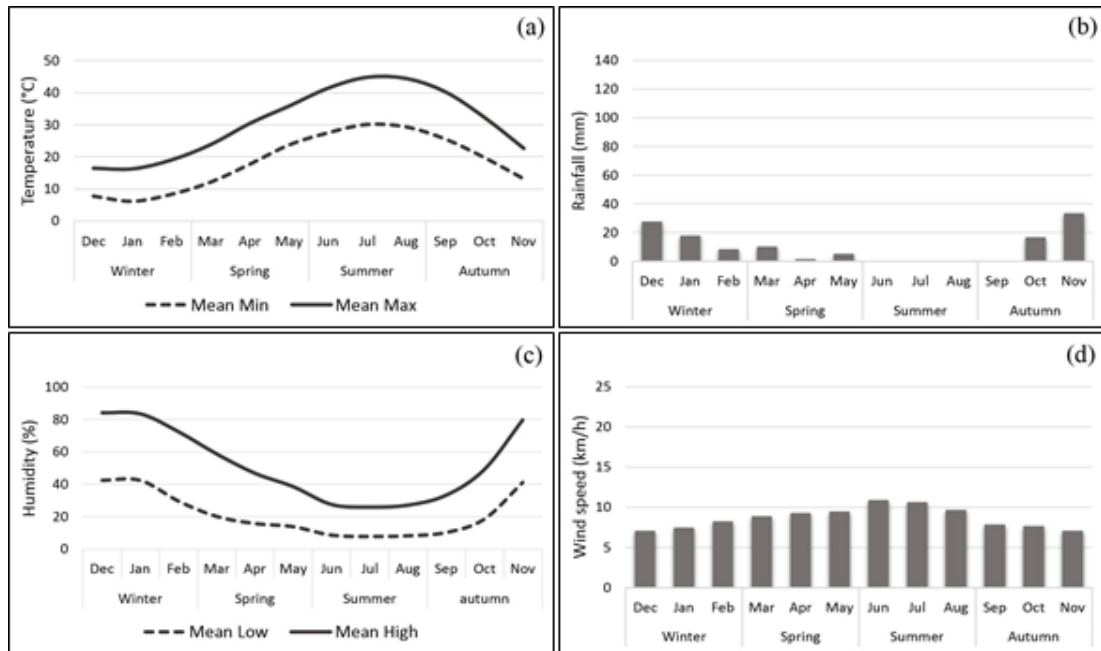 (a)
50
40
30
20
10
0
Temperature (°C)
Dec Jan Feb Mar Apr May Jun Jul Aug Sep Oct Nov
Winter Spring Summer Autumn
Mean Min Mean Max
(b)
140
120
100
80
60
40
20
0
Rainfall (mm)
Dec Jan Feb Mar Apr May Jun Jul Aug Sep Oct Nov
Winter Spring Summer Autumn
(c)
100
80
60
40
20
0
Humidity (%)
Dec Jan Feb Mar Apr May Jun Jul Aug Sep Oct Nov
Winter Spring Summer autumn
Mean Low Mean High
(d)
25
20
15
10
5
0
Wind speed (km/h)
Dec Jan Feb Mar Apr May Jun Jul Aug Sep Oct Nov
Winter Spring Summer Autumn